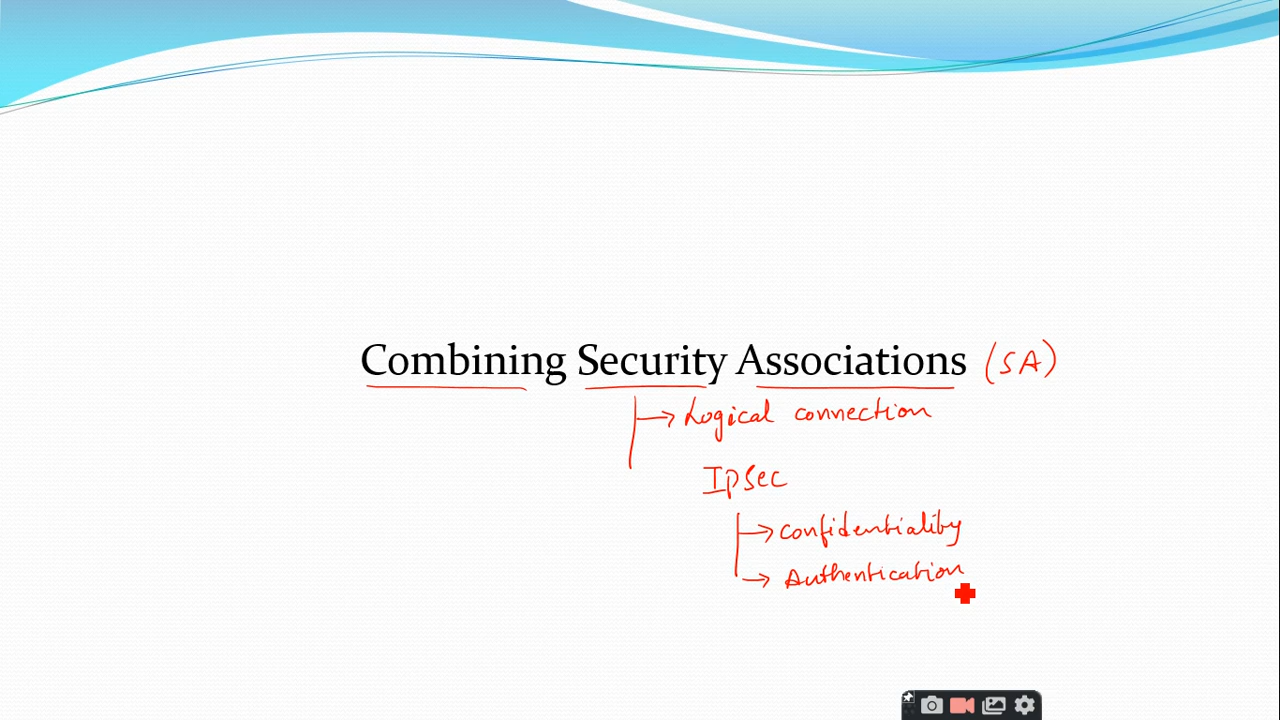 Combining Security Associations (SA)
Logical connection
IpSec
Confidentiality
Authentication